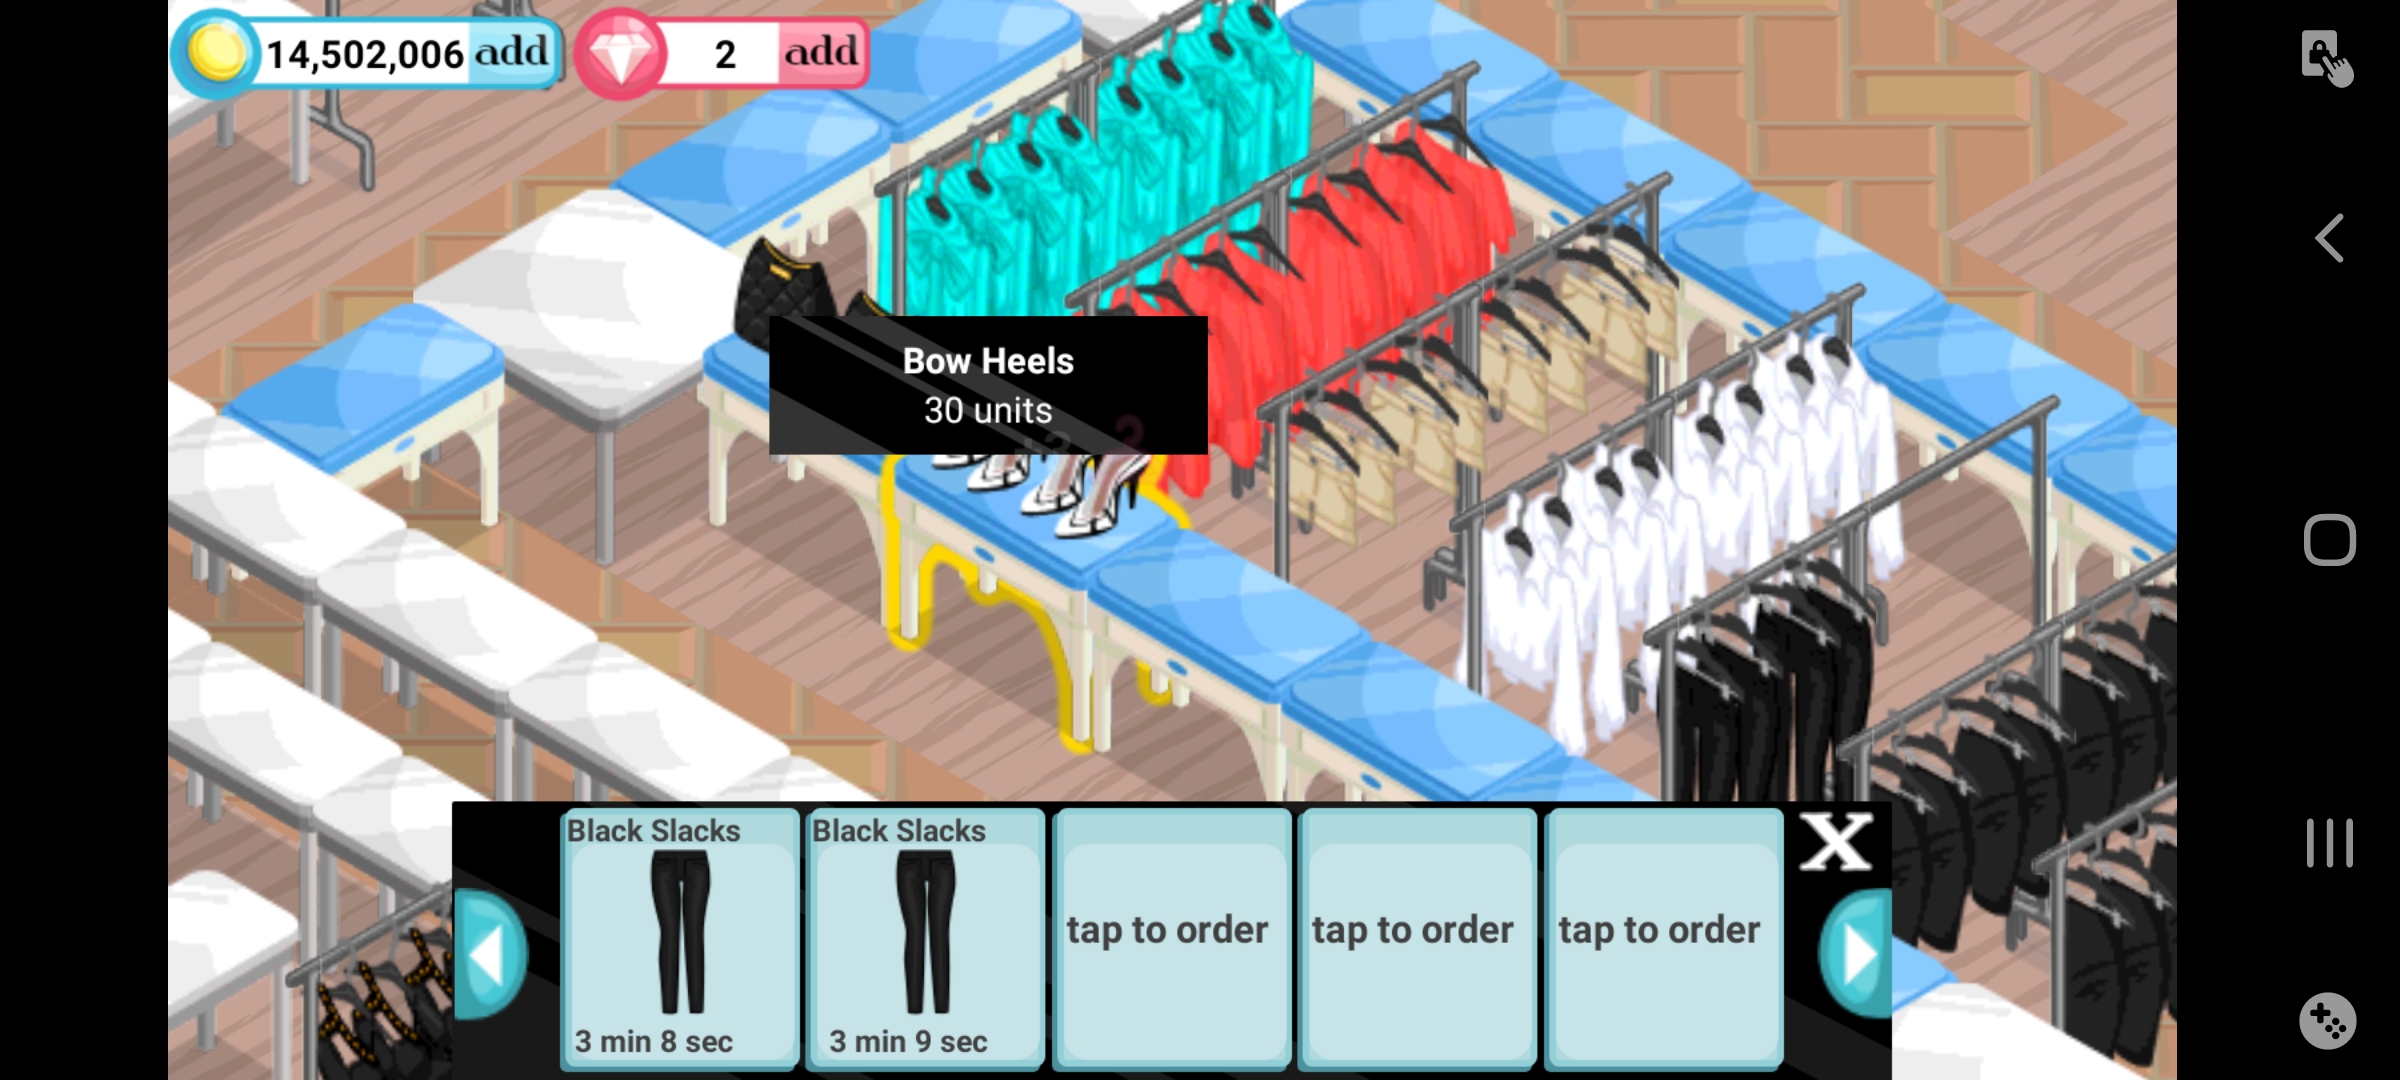 14,502,006 add
2 add
Bow Heels
30 units
Black Slacks
3 min 8 sec
Black Slacks
3 min 9 sec
tap to order
tap to order
tap to order
X